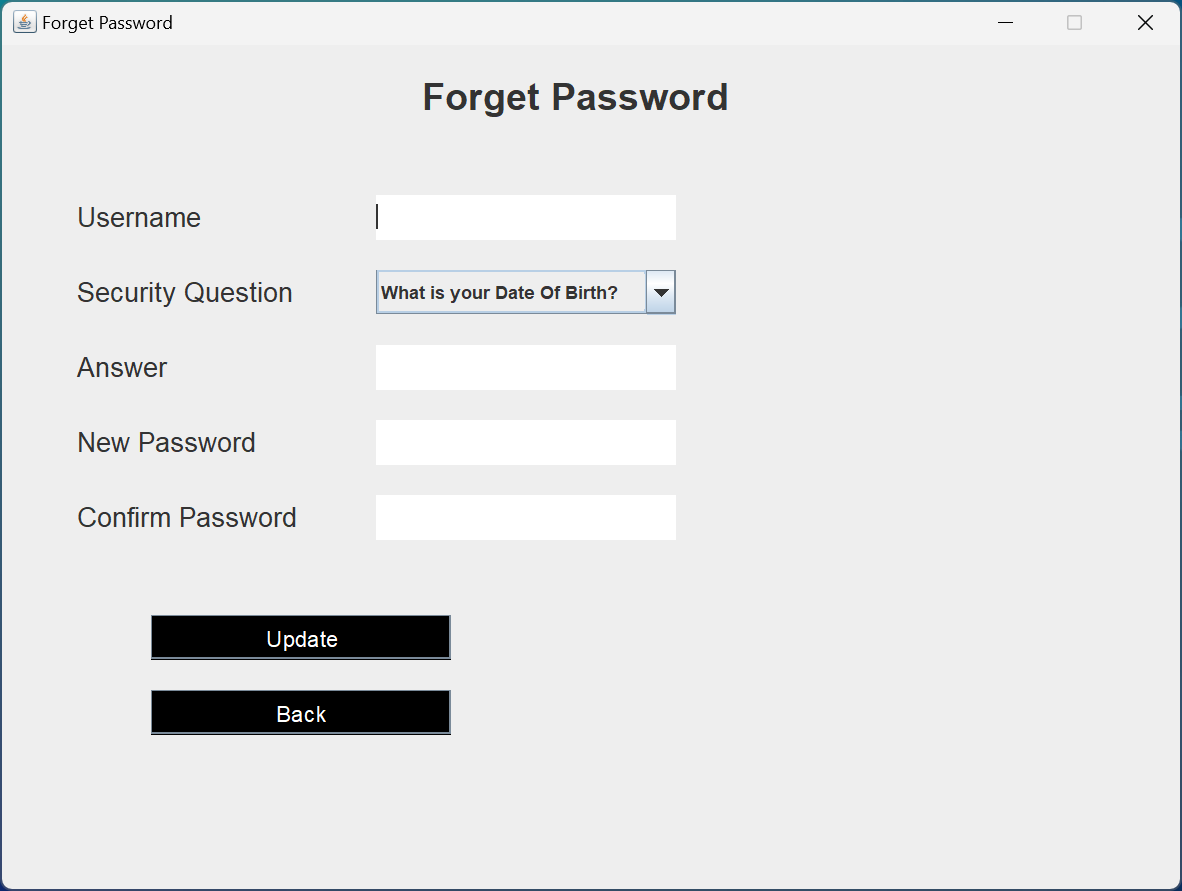 Forget Password
Forget Password
Username
Security Question
What is your Date Of Birth?
Answer
New Password
Confirm Password
Update
Back